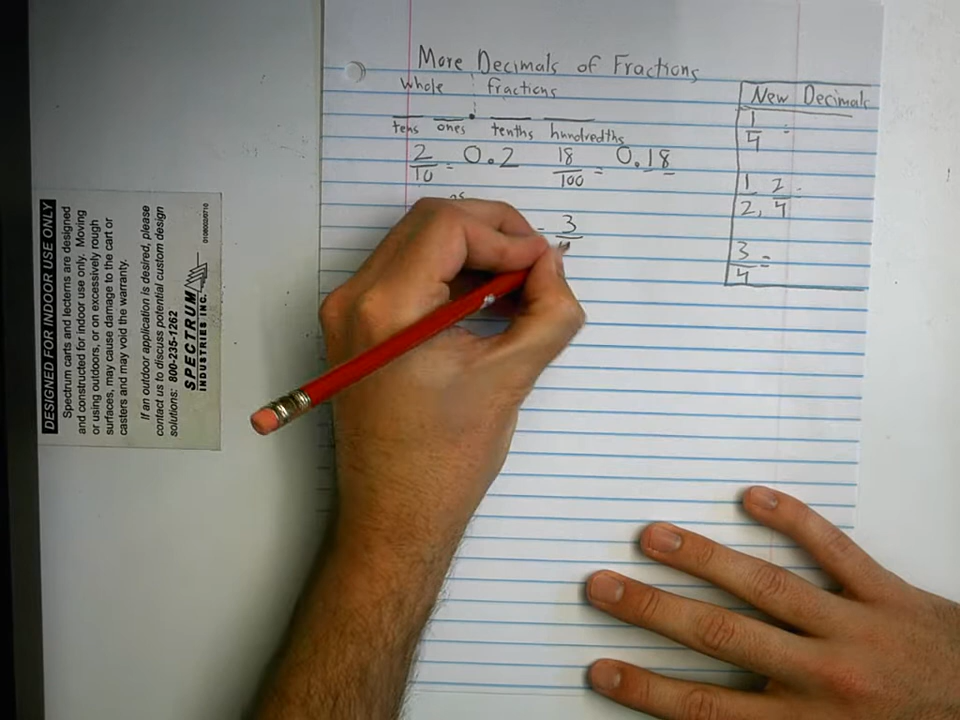 More Decimals of Fractions
whole fractions
tens ones . tenths hundredths
2/10 = 0.2 18/100 = 0.18
= 3
New Decimals
1/4 =
1/2, 2/4 =
3/4 =
DESIGNED FOR INDOOR USE ONLY
Spectrum carts and lecterns are designed
and constructed for indoor use only. Moving
or using outdoors, or on excessively rough
surfaces, may cause damage to the cart or
casters and may void the warranty.
If an outdoor application is desired, please
contact us to discuss potential custom design
solutions: 800-235-1262
SPECTRUM
INDUSTRIES INC.